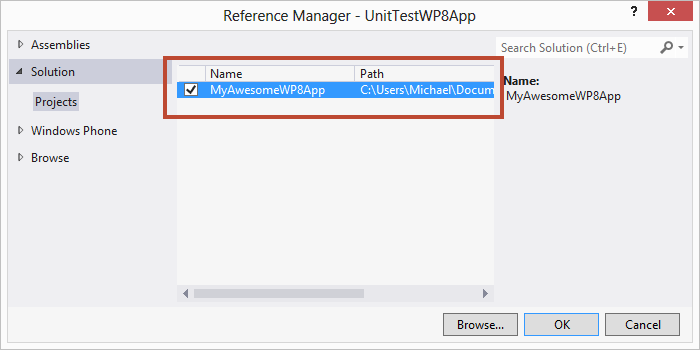 Reference Manager - UnitTestWP8App
? ×
Assemblies
Solution
Projects
Windows Phone
Browse
Name Path
MyAwesomeWP8App C:\Users\Michael\Docum
Search Solution (Ctrl+E)
Name:
MyAwesomeWP8App
Browse... OK Cancel